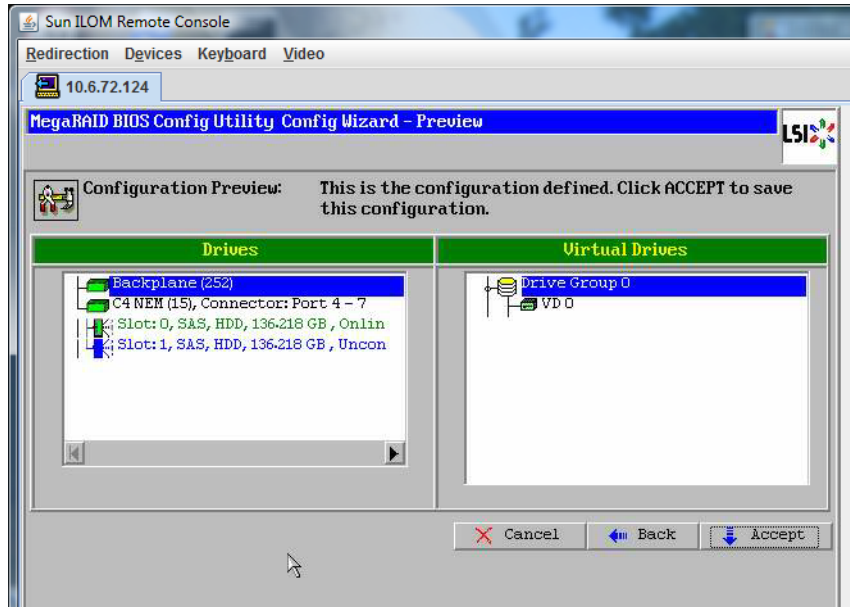 Sun ILOM Remote Console
Redirection Devices Keyboard Video
10.6.72.124
MegaRAID BIOS Config Utility Config Wizard - Preview
LSI
Configuration Preview: This is the configuration defined. Click ACCEPT to save
this configuration.
Drives
Backplane (252)
C4 NEM (15), Connector: Port 4 - 7
Slot: 0, SAS, HDD, 136.218 GB , Onlin
Slot: 1, SAS, HDD, 136.218 GB , Uncon
Virtual Drives
Drive Group 0
VD 0
Cancel
Back
Accept